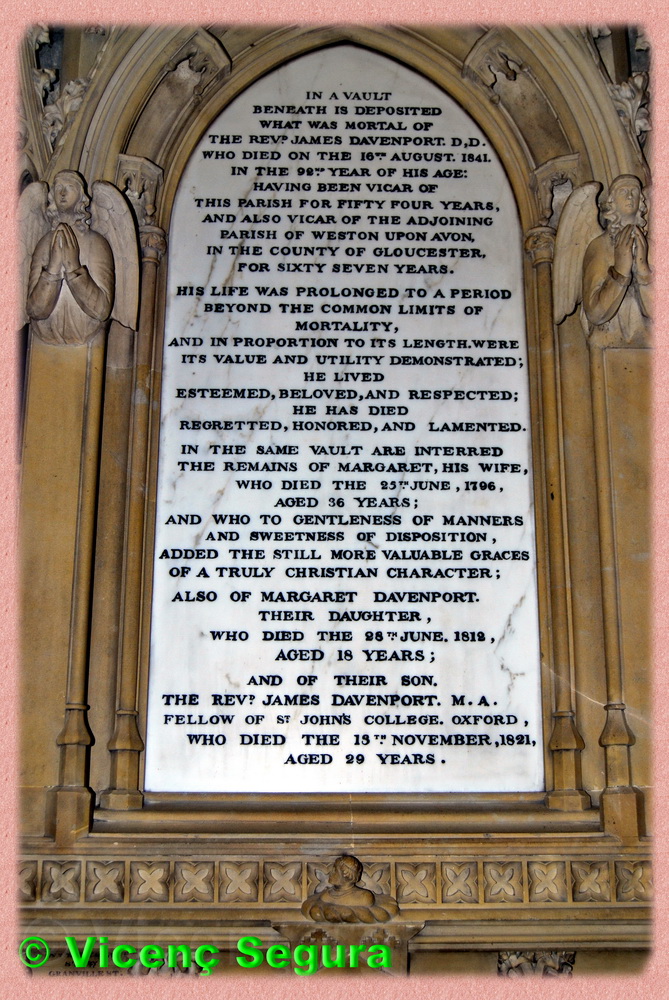 IN A VAULT
BENEATH IS DEPOSITED
WHAT WAS MORTAL OF
THE REVD. JAMES DAVENPORT. D,D.
WHO DIED ON THE 16TH AUGUST. 1841.
IN THE 92TH YEAR OF HIS AGE:
HAVING BEEN VICAR OF
THIS PARISH FOR FIFTY FOUR YEARS,
AND ALSO VICAR OF THE ADJOINING
PARISH OF WESTON UPON AVON,
IN THE COUNTY OF GLOUCESTER,
FOR SIXTY SEVEN YEARS.
HIS LIFE WAS PROLONGED TO A PERIOD
BEYOND THE COMMON LIMITS OF
MORTALITY,
AND IN PROPORTION TO ITS LENGTH.WERE
ITS VALUE AND UTILITY DEMONSTRATED;
HE LIVED
ESTEEMED, BELOVED, AND RESPECTED;
HE HAS DIED
REGRETTED, HONORED, AND LAMENTED.
IN THE SAME VAULT ARE INTERRED
THE REMAINS OF MARGARET, HIS WIFE,
WHO DIED THE 25TH JUNE, 1796,
AGED 36 YEARS;
AND WHO TO GENTLENESS OF MANNERS
AND SWEETNESS OF DISPOSITION,
ADDED THE STILL MORE VALUABLE GRACES
OF A TRULY CHRISTIAN CHARACTER;
ALSO OF MARGARET DAVENPORT.
THEIR DAUGHTER,
WHO DIED THE 28TH JUNE. 1812,
AGED 18 YEARS;
AND OF THEIR SON.
THE REVD. JAMES DAVENPORT. M.A.
FELLOW OF ST JOHN'S COLLEGE. OXFORD,
WHO DIED THE 13TH NOVEMBER, 1821,
AGED 29 YEARS.
GRANVILLE ST.
© Vicenç Segura